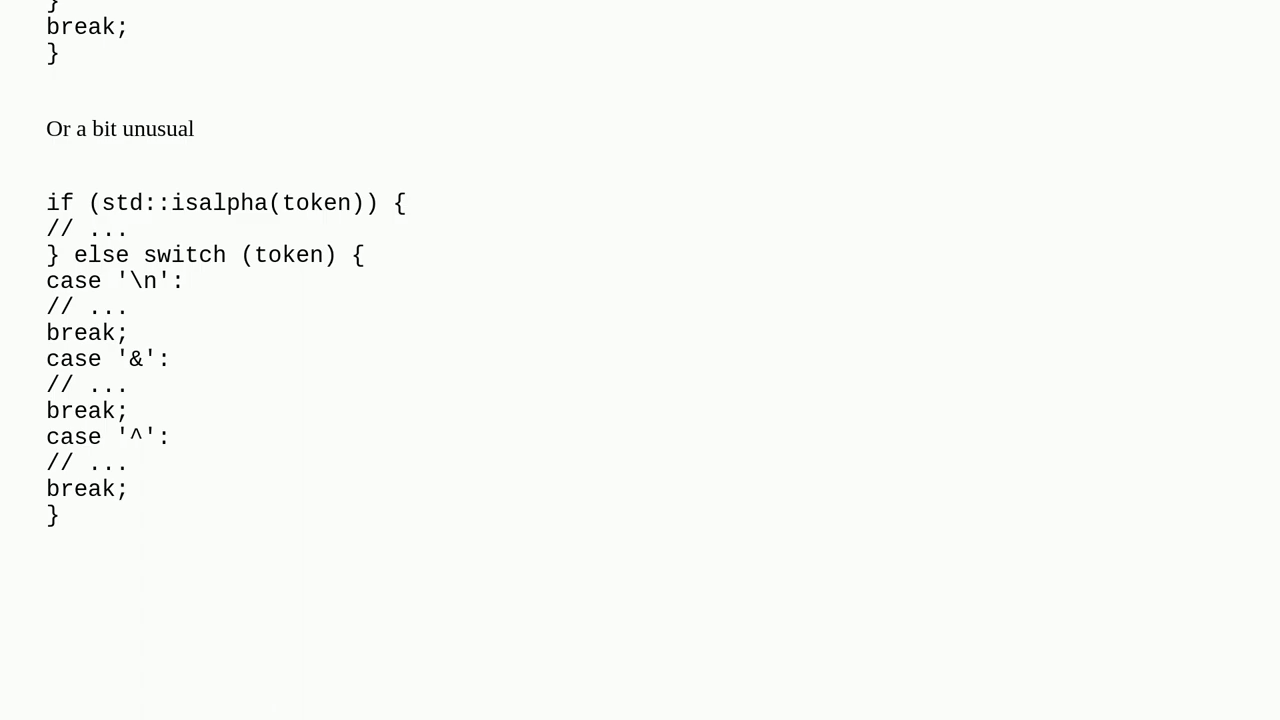 }
break;
}
Or a bit unusual
if (std::isalpha(token)) {
// ...
} else switch (token) {
case '\n':
// ...
break;
case '&':
// ...
break;
case '^':
// ...
break;
}